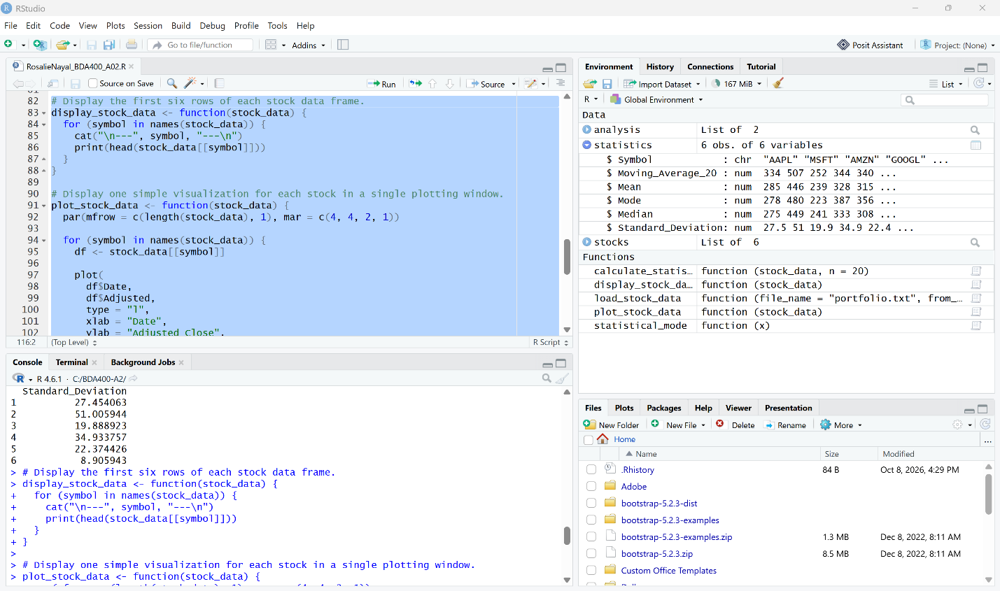 RStudio
File Edit Code View Plots Session Build Debug Profile Tools Help
Go to file/function Addins Posit Assistant Project: (None)
RosalieNayal_BDA400_A02.R
Source on Save Run Source
82 # Display the first six rows of each stock data frame.
83 display_stock_data <- function(stock_data) {
84 for (symbol in names(stock_data)) {
85 cat("\n---", symbol, "---\n")
86 print(head(stock_data[[symbol]]))
87 }
88 }
89
90 # Display one simple visualization for each stock in a single plotting window.
91 plot_stock_data <- function(stock_data) {
92 par(mfrow = c(length(stock_data), 1), mar = c(4, 4, 2, 1))
93
94 for (symbol in names(stock_data)) {
95 df <- stock_data[[symbol]]
96
97 plot(
98 df$Date,
99 df$Adjusted,
100 type = "l",
101 xlab = "Date",
102 ylab = "Adjusted Close",
116:2 (Top Level) R Script
Console Terminal Background Jobs
R 4.6.1 · C:/BDA400-A2/
Standard_Deviation
1 27.454063
2 51.005944
3 19.888923
4 34.933757
5 22.374426
6 8.905943
> # Display the first six rows of each stock data frame.
> display_stock_data <- function(stock_data) {
+ for (symbol in names(stock_data)) {
+ cat("\n---", symbol, "---\n")
+ print(head(stock_data[[symbol]]))
+ }
+ }
>
> # Display one simple visualization for each stock in a single plotting window.
> plot_stock_data <- function(stock_data) {
Environment History Connections Tutorial
Import Dataset 167 MiB List
R Global Environment
Data
analysis List of 2
statistics 6 obs. of 6 variables
$ Symbol : chr "AAPL" "MSFT" "AMZN" "GOOGL" ...
$ Moving_Average_20 : num 334 507 252 344 340 ...
$ Mean : num 285 446 239 328 315 ...
$ Mode : num 278 480 223 387 356 ...
$ Median : num 275 449 241 333 308 ...
$ Standard_Deviation: num 27.5 51 19.9 34.9 22.4 ...
stocks List of 6
Functions
calculate_statis… function (stock_data, n = 20)
display_stock_da… function (stock_data)
load_stock_data function (file_name = "portfolio.txt", from_…
plot_stock_data function (stock_data)
statistical_mode function (x)
Files Plots Packages Help Viewer Presentation
New Folder New File Delete Rename More
Home ...
Name Size Modified
.Rhistory 84 B Oct 8, 2026, 4:29 PM
Adobe
bootstrap-5.2.3-dist
bootstrap-5.2.3-examples
bootstrap-5.2.3-examples.zip 1.3 MB Dec 8, 2022, 8:11 AM
bootstrap-5.2.3.zip 8.5 MB Dec 8, 2022, 8:11 AM
Custom Office Templates